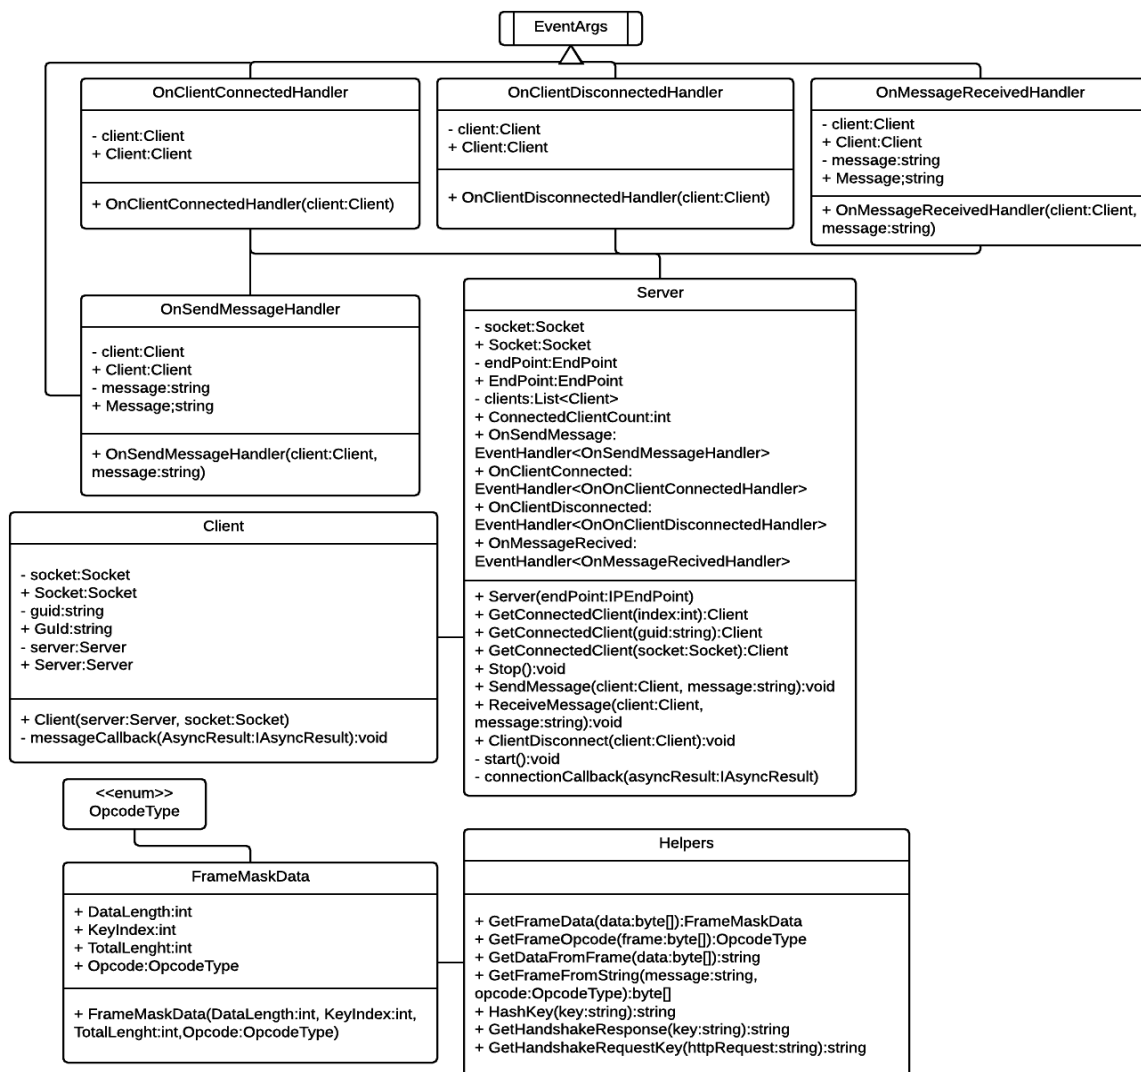 EventArgs
OnClientConnectedHandler
- client:Client
+ Client:Client
+ OnClientConnectedHandler(client:Client)
OnClientDisconnectedHandler
- client:Client
+ Client:Client
+ OnClientDisconnectedHandler(client:Client)
OnMessageReceivedHandler
- client:Client
+ Client:Client
- message:string
+ Message;string
+ OnMessageReceivedHandler(client:Client,
message:string)
OnSendMessageHandler
- client:Client
+ Client:Client
- message:string
+ Message;string
+ OnSendMessageHandler(client:Client,
message:string)
Server
- socket:Socket
+ Socket:Socket
- endPoint:EndPoint
+ EndPoint:EndPoint
- clients:List<Client>
+ ConnectedClientCount:int
+ OnSendMessage:
EventHandler<OnSendMessageHandler>
+ OnClientConnected:
EventHandler<OnOnClientConnectedHandler>
+ OnClientDisconnected:
EventHandler<OnOnClientDisconnectedHandler>
+ OnMessageRecived:
EventHandler<OnMessageRecivedHandler>
+ Server(endPoint:IPEndPoint)
+ GetConnectedClient(index:int):Client
+ GetConnectedClient(guid:string):Client
+ GetConnectedClient(socket:Socket):Client
+ Stop():void
+ SendMessage(client:Client, message:string):void
+ ReceiveMessage(client:Client,
message:string):void
+ ClientDisconnect(client:Client):void
- start():void
- connectionCallback(asyncResult:IAsyncResult)
Client
- socket:Socket
+ Socket:Socket
- guid:string
+ GuId:string
- server:Server
+ Server:Server
+ Client(server:Server, socket:Socket)
- messageCallback(AsyncResult:IAsyncResult):void
<<enum>>
OpcodeType
FrameMaskData
+ DataLength:int
+ KeyIndex:int
+ TotalLenght:int
+ Opcode:OpcodeType
+ FrameMaskData(DataLength:int, KeyIndex:int,
TotalLenght:int,Opcode:OpcodeType)
Helpers
+ GetFrameData(data:byte[]):FrameMaskData
+ GetFrameOpcode(frame:byte[]):OpcodeType
+ GetDataFromFrame(data:byte[]):string
+ GetFrameFromString(message:string,
opcode:OpcodeType):byte[]
+ HashKey(key:string):string
+ GetHandshakeResponse(key:string):string
+ GetHandshakeRequestKey(httpRequest:string):string